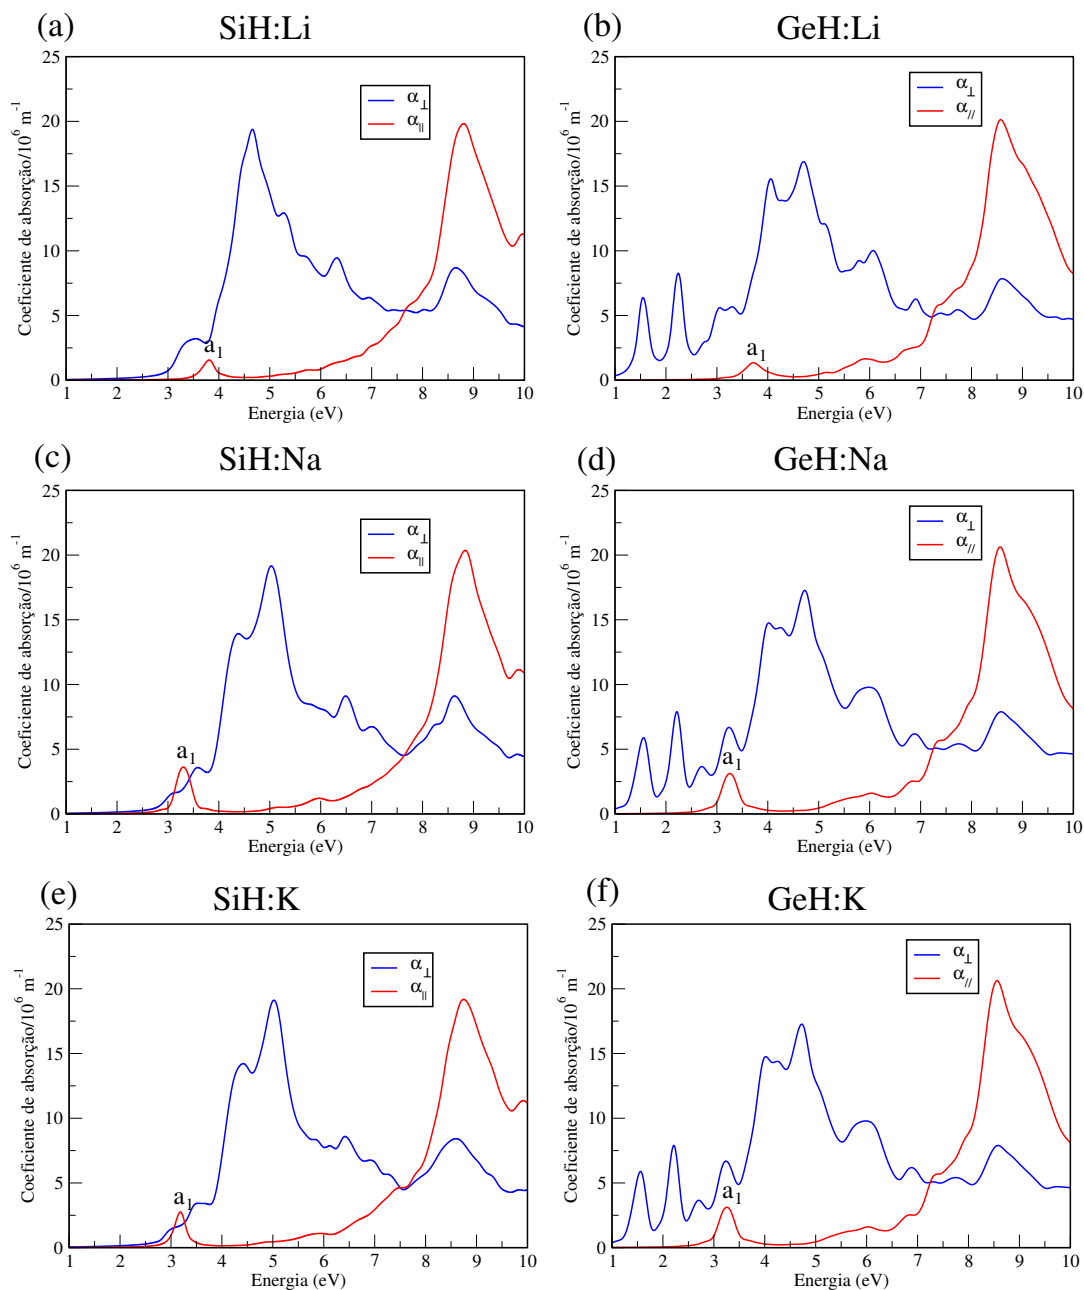 (a) SiH:Li
25
20
15
10
5
0
Coeficiente de absorção/10⁶ m⁻¹
α⊥
α||
a₁
1 2 3 4 5 6 7 8 9 10
Energia (eV)
(b) GeH:Li
25
20
15
10
5
0
Coeficiente de absorção/10⁶ m⁻¹
α⊥
α//
a₁
1 2 3 4 5 6 7 8 9 10
Energia (eV)
(c) SiH:Na
25
20
15
10
5
0
Coeficiente de absorção/10⁶ m⁻¹
α⊥
α||
a₁
1 2 3 4 5 6 7 8 9 10
Energia (eV)
(d) GeH:Na
25
20
15
10
5
0
Coeficiente de absorção/10⁶ m⁻¹
α⊥
α//
a₁
1 2 3 4 5 6 7 8 9 10
Energia (eV)
(e) SiH:K
25
20
15
10
5
0
Coeficiente de absorção/10⁶ m⁻¹
α⊥
α||
a₁
1 2 3 4 5 6 7 8 9 10
Energia (eV)
(f) GeH:K
25
20
15
10
5
0
Coeficiente de absorção/10⁶ m⁻¹
α⊥
α//
a₁
1 2 3 4 5 6 7 8 9 10
Energia (eV)